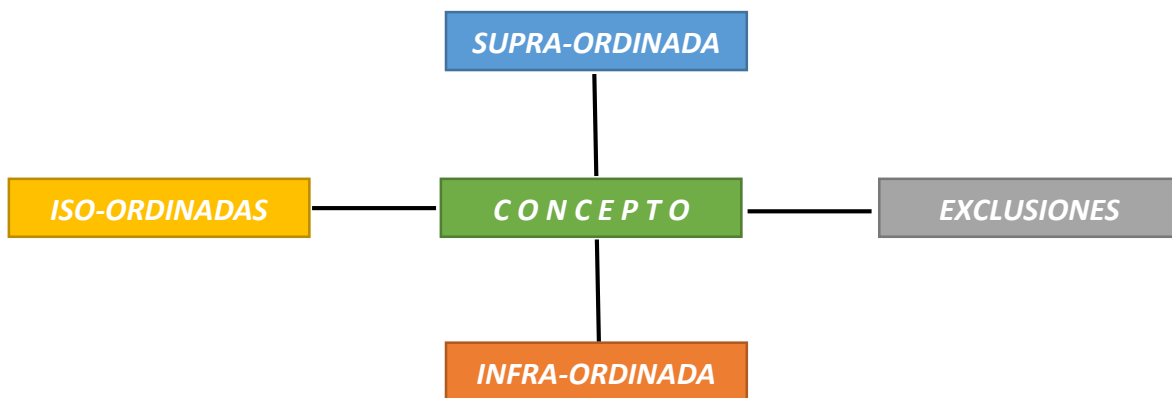 SUPRA-ORDINADA
ISO-ORDINADAS
C O N C E P T O
EXCLUSIONES
INFRA-ORDINADA